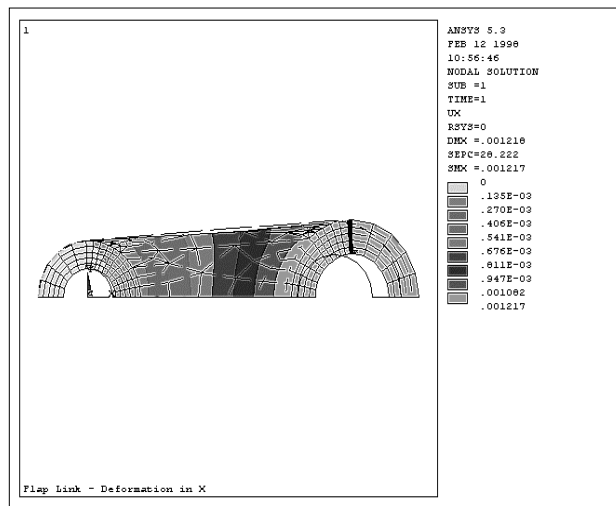 1
ANSYS 5.3
FEB 12 1998
10:56:46
NODAL SOLUTION
SUB =1
TIME=1
UX
RSYS=0
DMX =.001218
SEPC=28.222
SMX =.001217
0
.135E-03
.270E-03
.406E-03
.541E-03
.676E-03
.811E-03
.947E-03
.001082
.001217
Flap Link - Deformation in X